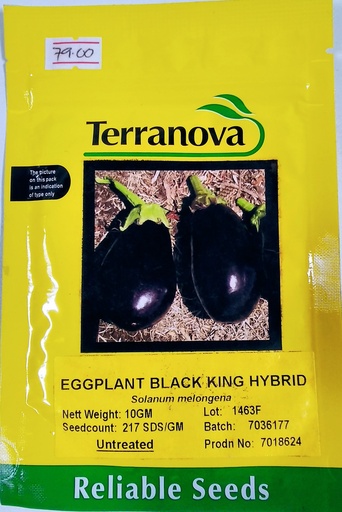 79.00
Terranova
The picture
on this pack
is an indication
of type only
EGGPLANT BLACK KING HYBRID
Solanum melongena
Nett Weight: 10GM Lot: 1463F
Seedcount: 217 SDS/GM Batch: 7036177
Untreated Prodn No: 7018624
Reliable Seeds